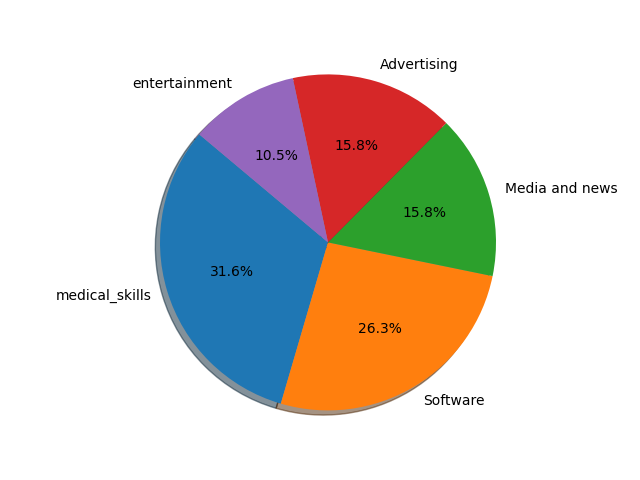 Advertising
entertainment
15.8%
10.5%
Media and news
15.8%
31.6%
medical_skills
26.3%
Software